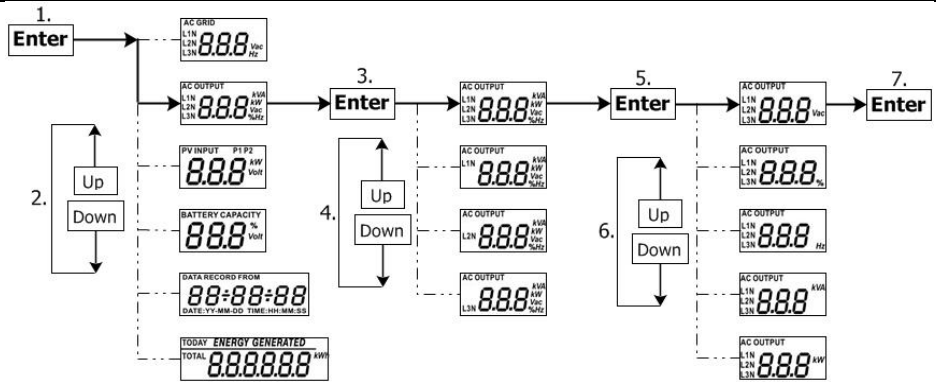 1.
Enter
AC GRID
L1N
L2N
L3N
8.8.8 Vac
Hz
AC OUTPUT
L1N
L2N
L3N
8.8.8 kVA
kW
Vac
%Hz
2.
Up
Down
PV INPUT P1 P2
8.8.8 kW
Volt
BATTERY CAPACITY
8.8.8 %
Volt
DATA RECORD FROM
88:88:88
DATE:YY-MM-DD TIME:HH:MM:SS
TODAY ENERGY GENERATED
TOTAL 8.8.8.8.8.8 kWh
3.
Enter
4.
Up
Down
AC OUTPUT
L1N
L2N
L3N
8.8.8 kVA
kW
Vac
%Hz
AC OUTPUT
L1N
8.8.8 kVA
kW
Vac
%Hz
AC OUTPUT
L2N 8.8.8 kVA
kW
Vac
%Hz
AC OUTPUT
L3N
8.8.8 kVA
kW
Vac
%Hz
5.
Enter
6.
Up
Down
AC OUTPUT
L1N
L2N
L3N
8.8.8 Vac
AC OUTPUT
L1N
L2N
L3N
8.8.8 %
AC OUTPUT
L1N
L2N
L3N
8.8.8 Hz
AC OUTPUT
L1N
L2N
L3N
8.8.8 kVA
AC OUTPUT
L1N
L2N
L3N
8.8.8 kW
7.
Enter